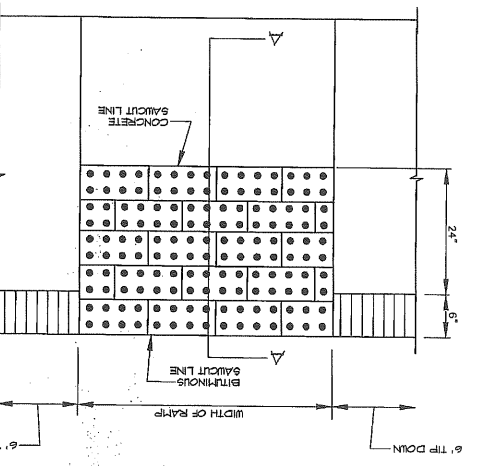 6' TIP DOWN
WIDTH OF RAMP
6'
BITUMINOUS
SAWCUT LINE
A
6"
24"
CONCRETE
SAWCUT LINE
A